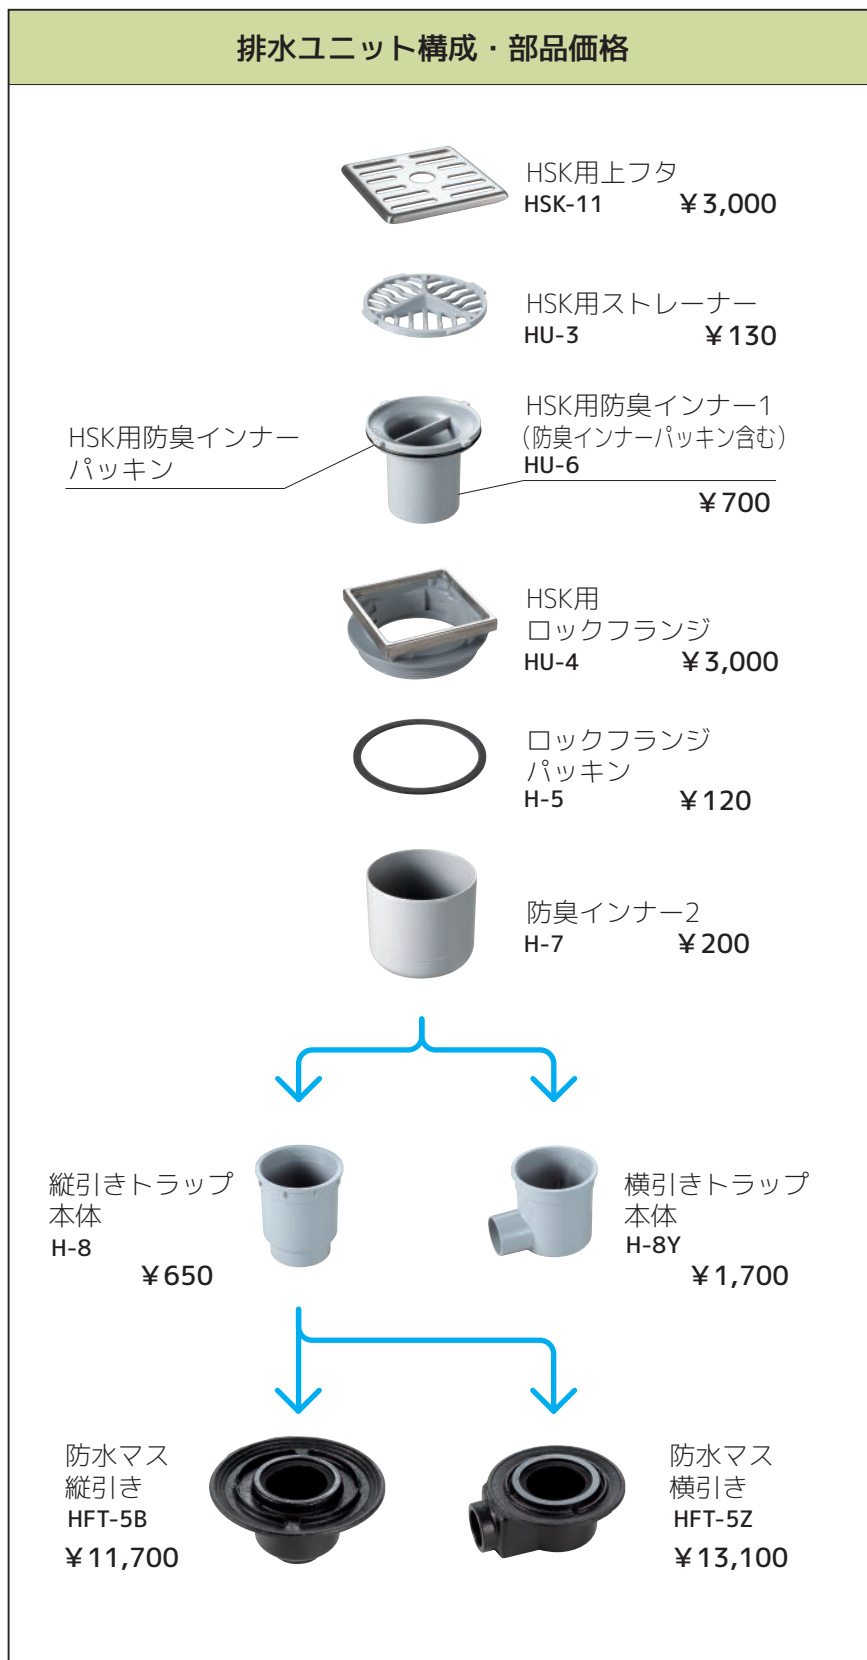 排水ユニット構成・部品価格
HSK用上フタ
HSK-11 ￥3,000
HSK用ストレーナー
HU-3 ￥130
HSK用防臭インナー
パッキン
HSK用防臭インナー1
（防臭インナーパッキン含む）
HU-6
￥700
HSK用
ロックフランジ
HU-4 ￥3,000
ロックフランジ
パッキン
H-5 ￥120
防臭インナー2
H-7 ￥200
縦引きトラップ
本体
H-8
￥650
横引きトラップ
本体
H-8Y
￥1,700
防水マス
縦引き
HFT-5B
￥11,700
防水マス
横引き
HFT-5Z
￥13,100